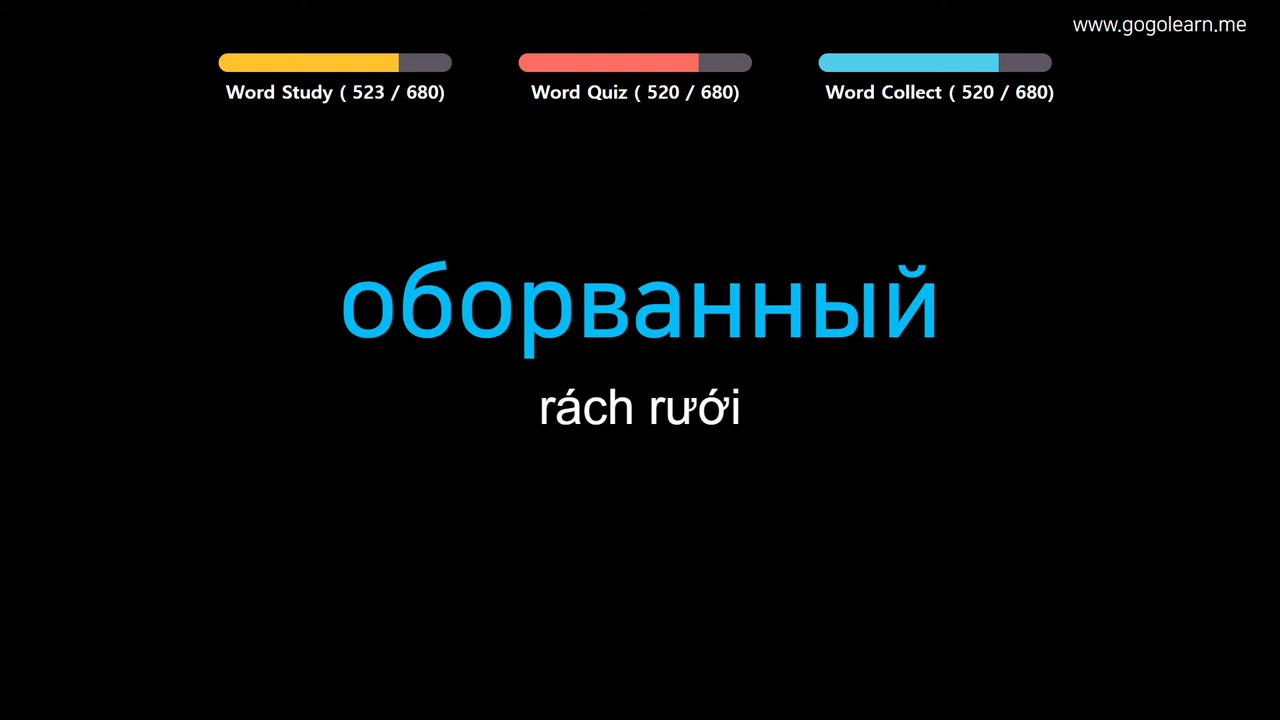 www.gogolearn.me
Word Study ( 523 / 680)
Word Quiz ( 520 / 680)
Word Collect ( 520 / 680)
оборванный
rách rưới